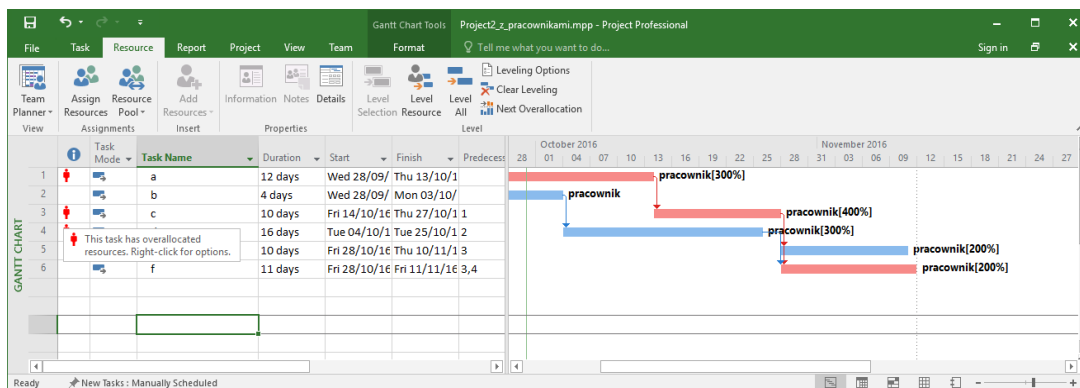 Gantt Chart Tools Project2_z_pracownikami.mpp - Project Professional
File Task Resource Report Project View Team Format Tell me what you want to do... Sign in
Team Planner Assign Resources Resource Pool Add Resources Information Notes Details Level Selection Level Resource Level All
Leveling Options
Clear Leveling
Next Overallocation
View Assignments Insert Properties Level
October 2016 November 2016
Task Mode Task Name Duration Start Finish Predecess
28 01 04 07 10 13 16 19 22 25 28 31 03 06 09 12 15 18 21 24 27
1 a 12 days Wed 28/09/ Thu 13/10/1 pracownik[300%]
2 b 4 days Wed 28/09/ Mon 03/10/ pracownik
3 c 10 days Fri 14/10/16 Thu 27/10/1 1 pracownik[400%]
4 16 days Tue 04/10/1 Tue 25/10/1 2 pracownik[300%]
This task has overallocated
resources. Right-click for options.
5 10 days Fri 28/10/16 Thu 10/11/1 3 pracownik[200%]
6 f 11 days Fri 28/10/16 Fri 11/11/16 3,4 pracownik[200%]
GANTT CHART
Ready New Tasks : Manually Scheduled